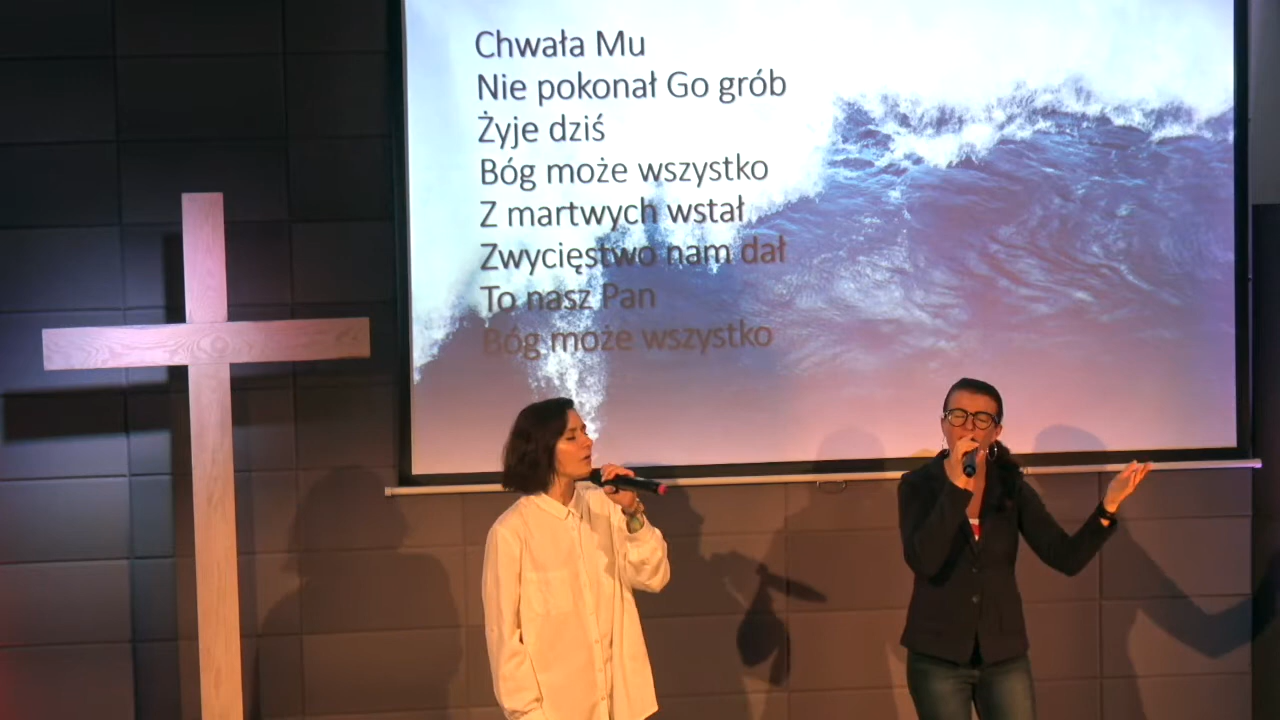 Chwała Mu
Nie pokonał Go grób
Żyje dziś
Bóg może wszystko
Z martwych wstał
Zwycięstwo nam dał
To nasz Pan
Bóg może wszystko